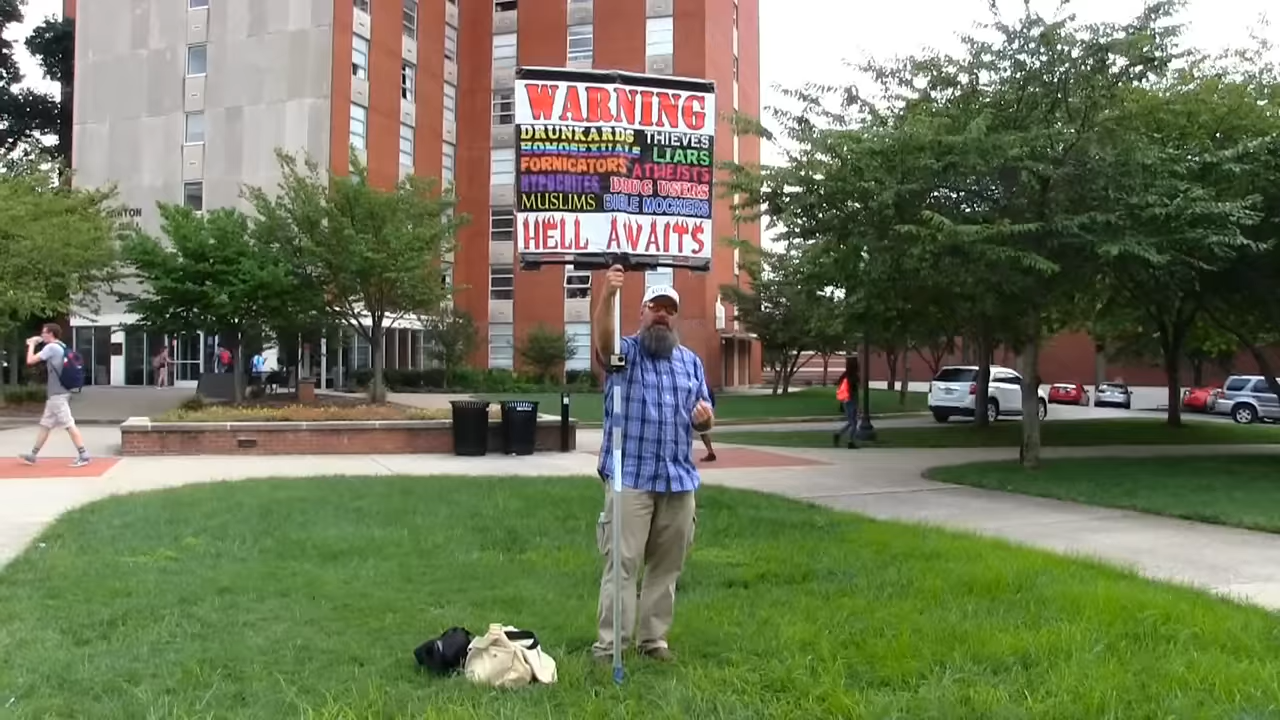 WARNING
DRUNKARDS THIEVES
HOMOSEXUALS LIARS
FORNICATORS ATHEISTS
HYPOCRITES DRUG USERS
MUSLIMS BIBLE MOCKERS
HELL AWAITS